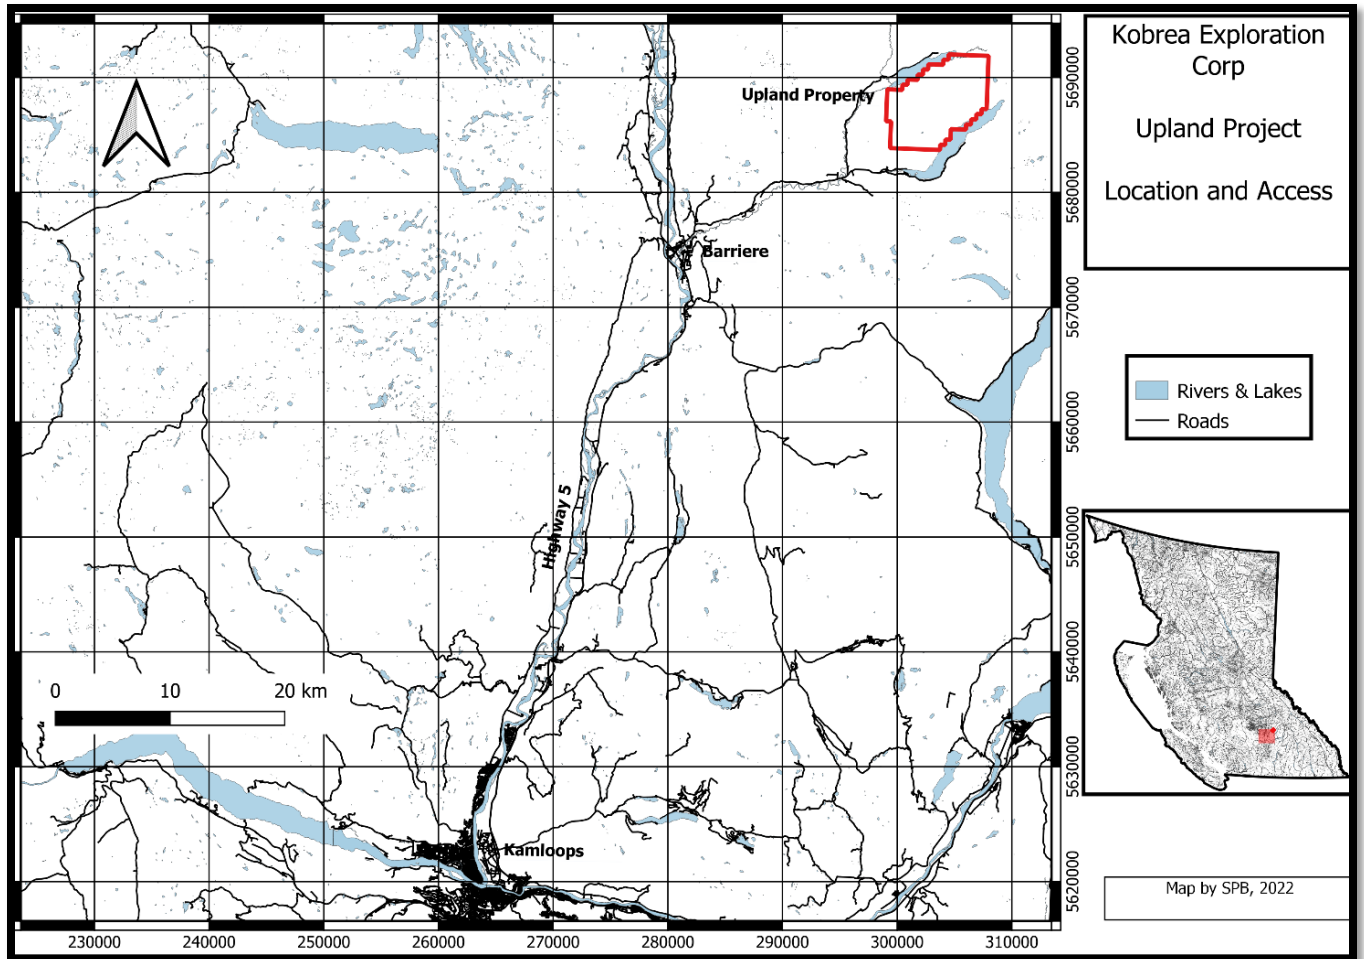 Kobrea Exploration
Corp
Upland Project
Location and Access
Upland Property
Barriere
Highway 5
Kamloops
0 10 20 km
Rivers & Lakes
Roads
Map by SPB, 2022
5690000
5680000
5670000
5660000
5650000
5640000
5630000
5620000
230000 240000 250000 260000 270000 280000 290000 300000 310000